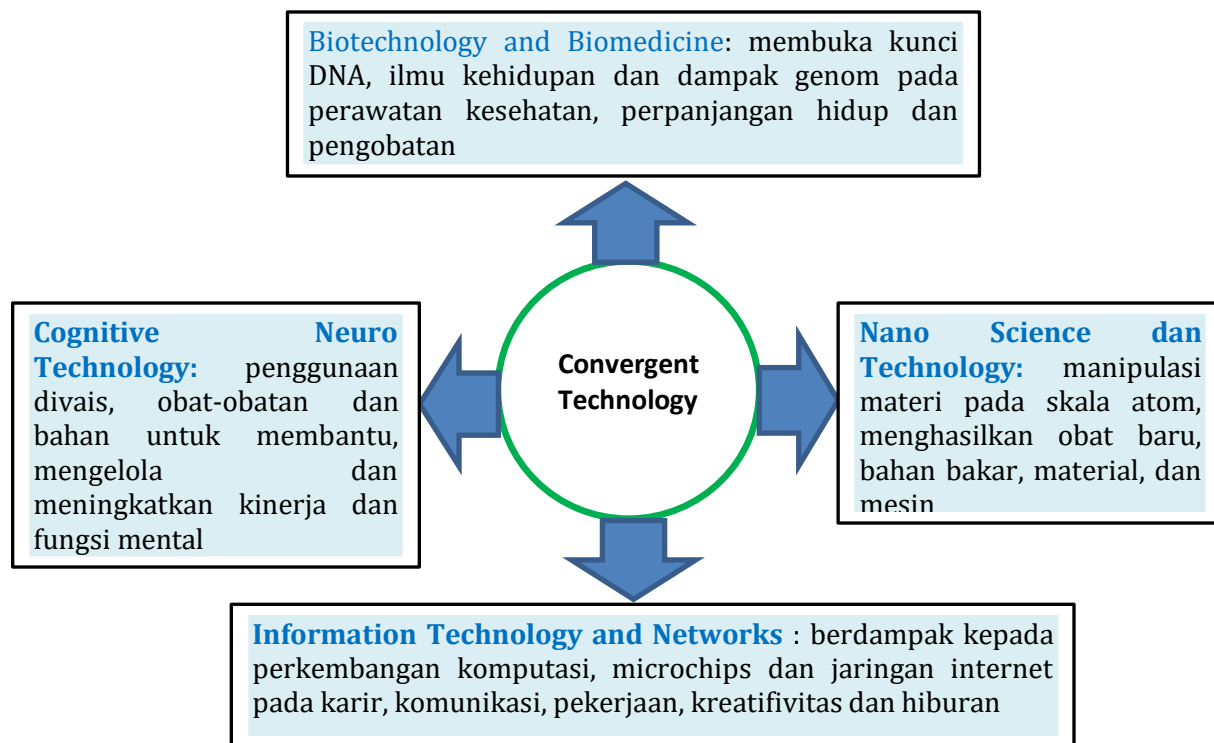 Biotechnology and Biomedicine: membuka kunci
DNA, ilmu kehidupan dan dampak genom pada
perawatan kesehatan, perpanjangan hidup dan
pengobatan
Cognitive Neuro
Technology: penggunaan
divais, obat-obatan dan
bahan untuk membantu,
mengelola dan
meningkatkan kinerja dan
fungsi mental
Convergent
Technology
Nano Science dan
Technology: manipulasi
materi pada skala atom,
menghasilkan obat baru,
bahan bakar, material, dan
mesin
Information Technology and Networks : berdampak kepada
perkembangan komputasi, microchips dan jaringan internet
pada karir, komunikasi, pekerjaan, kreatifivitas dan hiburan